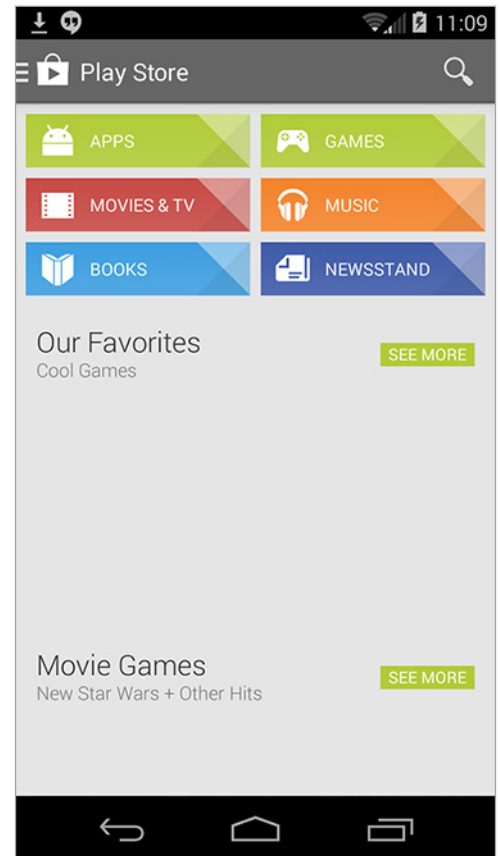 11:09
Play Store
APPS
GAMES
MOVIES & TV
MUSIC
BOOKS
NEWSSTAND
Our Favorites
SEE MORE
Cool Games
Movie Games
SEE MORE
New Star Wars + Other Hits